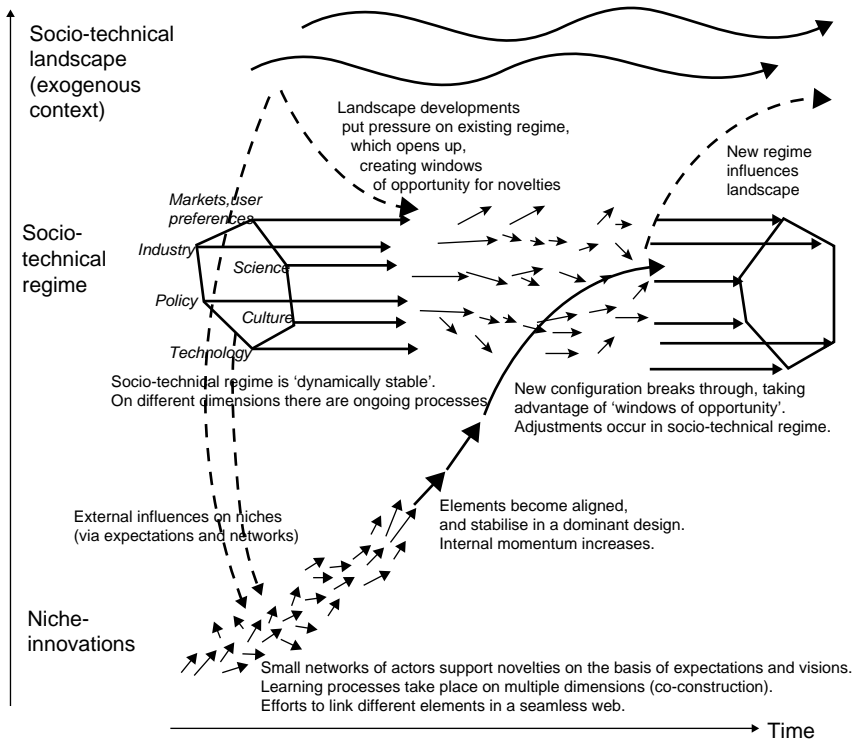 Socio-technical
landscape
(exogenous
context)
Landscape developments
put pressure on existing regime,
which opens up,
creating windows
of opportunity for novelties
New regime
influences
landscape
Socio-
technical
regime
Markets,user
preferences
Industry
Science
Policy
Culture
Technology
Socio-technical regime is ‘dynamically stable’.
On different dimensions there are ongoing processes
New configuration breaks through, taking
advantage of ‘windows of opportunity’.
Adjustments occur in socio-technical regime.
External influences on niches
(via expectations and networks)
Elements become aligned,
and stabilise in a dominant design.
Internal momentum increases.
Niche-
innovations
Small networks of actors support novelties on the basis of expectations and visions.
Learning processes take place on multiple dimensions (co-construction).
Efforts to link different elements in a seamless web.
Time